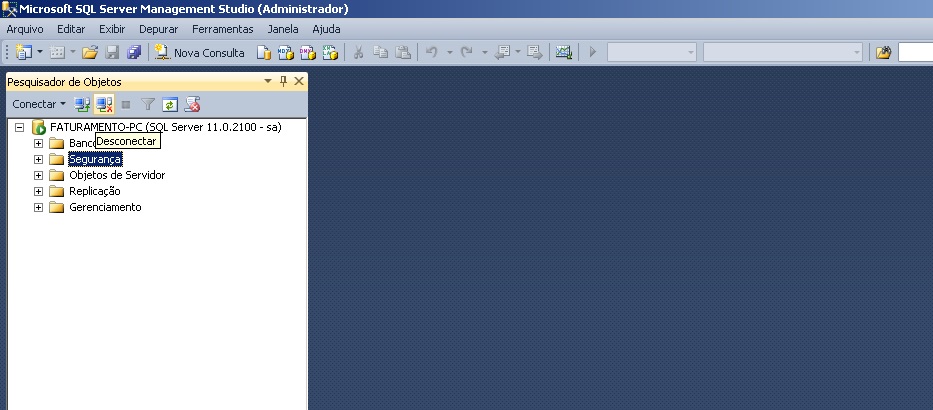 Microsoft SQL Server Management Studio (Administrador)
Arquivo Editar Exibir Depurar Ferramentas Janela Ajuda
Nova Consulta
Pesquisador de Objetos
Conectar
FATURAMENTO-PC (SQL Server 11.0.2100 - sa)
Desconectar
Segurança
Objetos de Servidor
Replicação
Gerenciamento